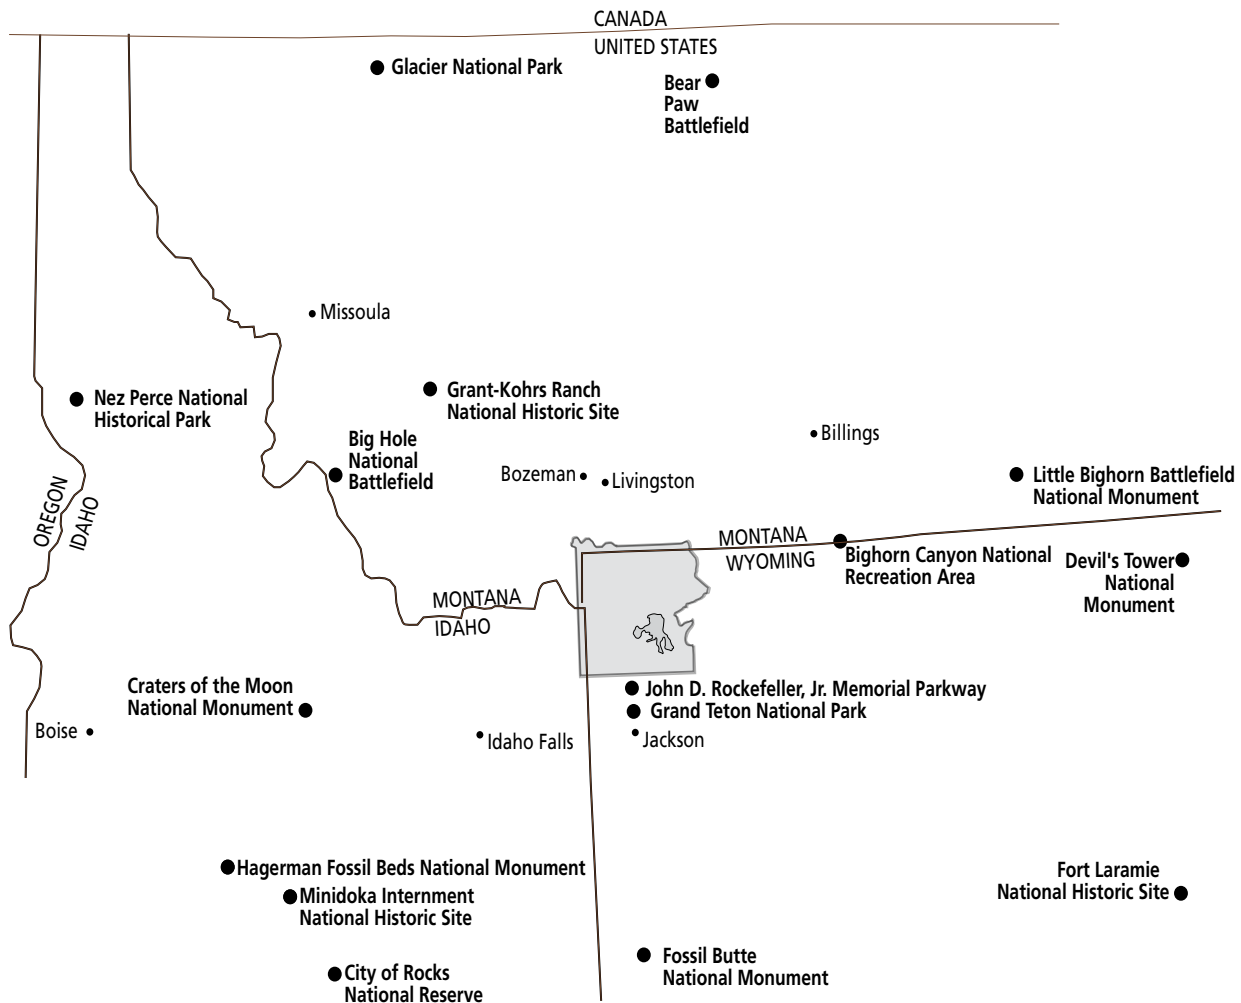 CANADA
UNITED STATES
Glacier National Park
Bear
Paw
Battlefield
Missoula
Nez Perce National
Historical Park
Grant-Kohrs Ranch
National Historic Site
Big Hole
National
Battlefield
Billings
Bozeman
Livingston
Little Bighorn Battlefield
National Monument
OREGON
IDAHO
MONTANA
WYOMING
Bighorn Canyon National
Recreation Area
Devil's Tower
National
Monument
MONTANA
IDAHO
Craters of the Moon
National Monument
John D. Rockefeller, Jr. Memorial Parkway
Grand Teton National Park
Boise
Idaho Falls
Jackson
Hagerman Fossil Beds National Monument
Minidoka Internment
National Historic Site
Fort Laramie
National Historic Site
Fossil Butte
National Monument
City of Rocks
National Reserve